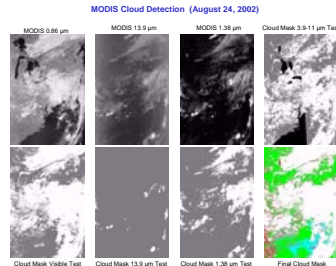 MODIS Cloud Detection (August 24, 2002)
MODIS 0.86 µm
MODIS 13.9 µm
MODIS 1.38 µm
Cloud Mask 3.9-11 µm Test
Cloud Mask Visible Test
Cloud Mask 13.9 µm Test
Cloud Mask 1.38 µm Test
Final Cloud Mask